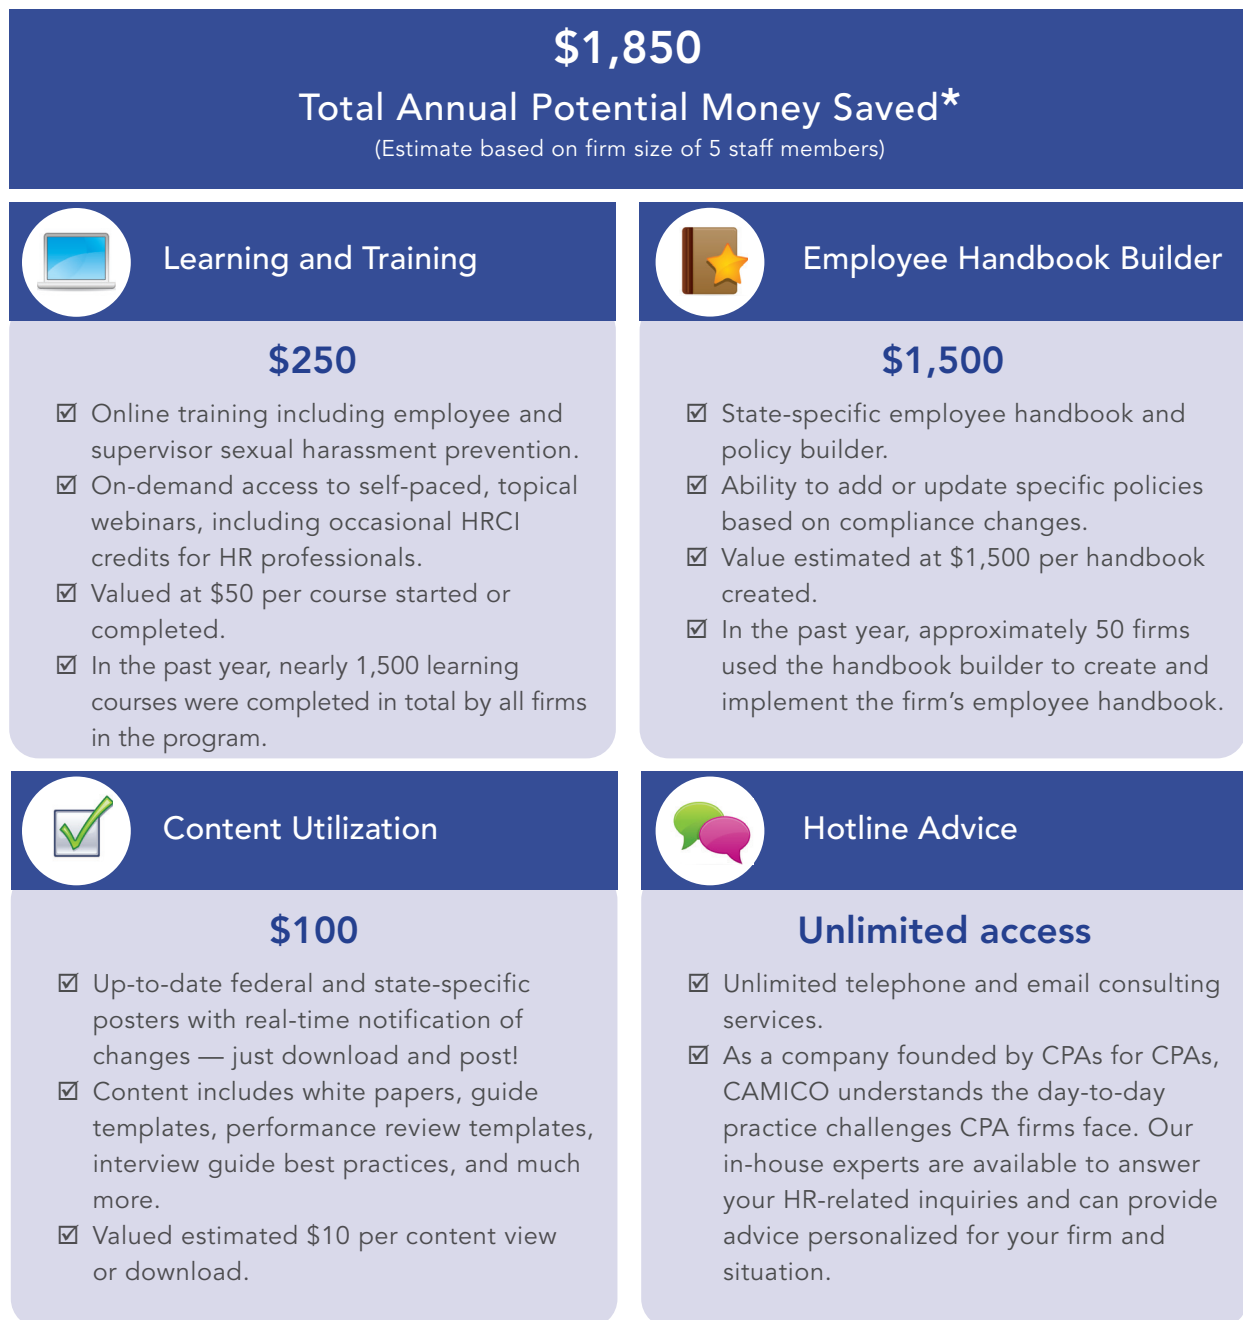 $1,850
Total Annual Potential Money Saved*
(Estimate based on firm size of 5 staff members)
Learning and Training
$250
☑ Online training including employee and
supervisor sexual harassment prevention.
☑ On-demand access to self-paced, topical
webinars, including occasional HRCI
credits for HR professionals.
☑ Valued at $50 per course started or
completed.
☑ In the past year, nearly 1,500 learning
courses were completed in total by all firms
in the program.
Employee Handbook Builder
$1,500
☑ State-specific employee handbook and
policy builder.
☑ Ability to add or update specific policies
based on compliance changes.
☑ Value estimated at $1,500 per handbook
created.
☑ In the past year, approximately 50 firms
used the handbook builder to create and
implement the firm’s employee handbook.
Content Utilization
$100
☑ Up-to-date federal and state-specific
posters with real-time notification of
changes — just download and post!
☑ Content includes white papers, guide
templates, performance review templates,
interview guide best practices, and much
more.
☑ Valued estimated $10 per content view
or download.
Hotline Advice
Unlimited access
☑ Unlimited telephone and email consulting
services.
☑ As a company founded by CPAs for CPAs,
CAMICO understands the day-to-day
practice challenges CPA firms face. Our
in-house experts are available to answer
your HR-related inquiries and can provide
advice personalized for your firm and
situation.